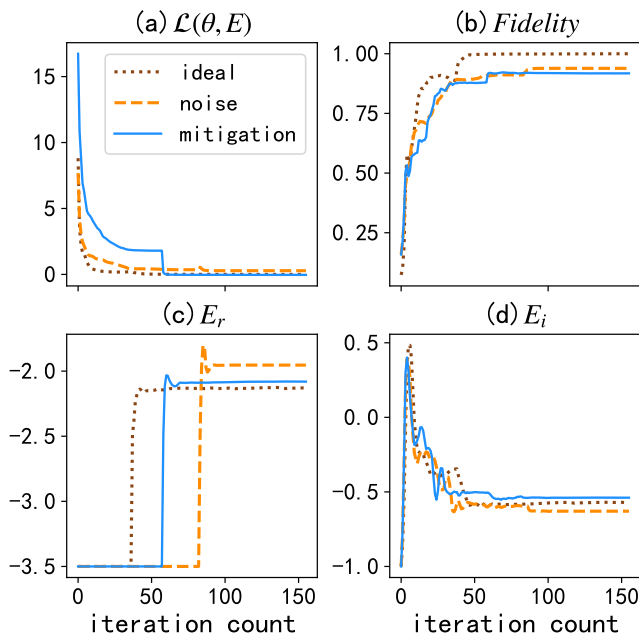 (a) ℒ(θ, E)
15
10
5
0
ideal
noise
mitigation
(b) Fidelity
1.00
0.75
0.50
0.25
(c) E_r
-2.0
-2.5
-3.0
-3.5
0 50 100 150
iteration count
(d) E_i
0.5
0.0
-0.5
-1.0
0 50 100 150
iteration count